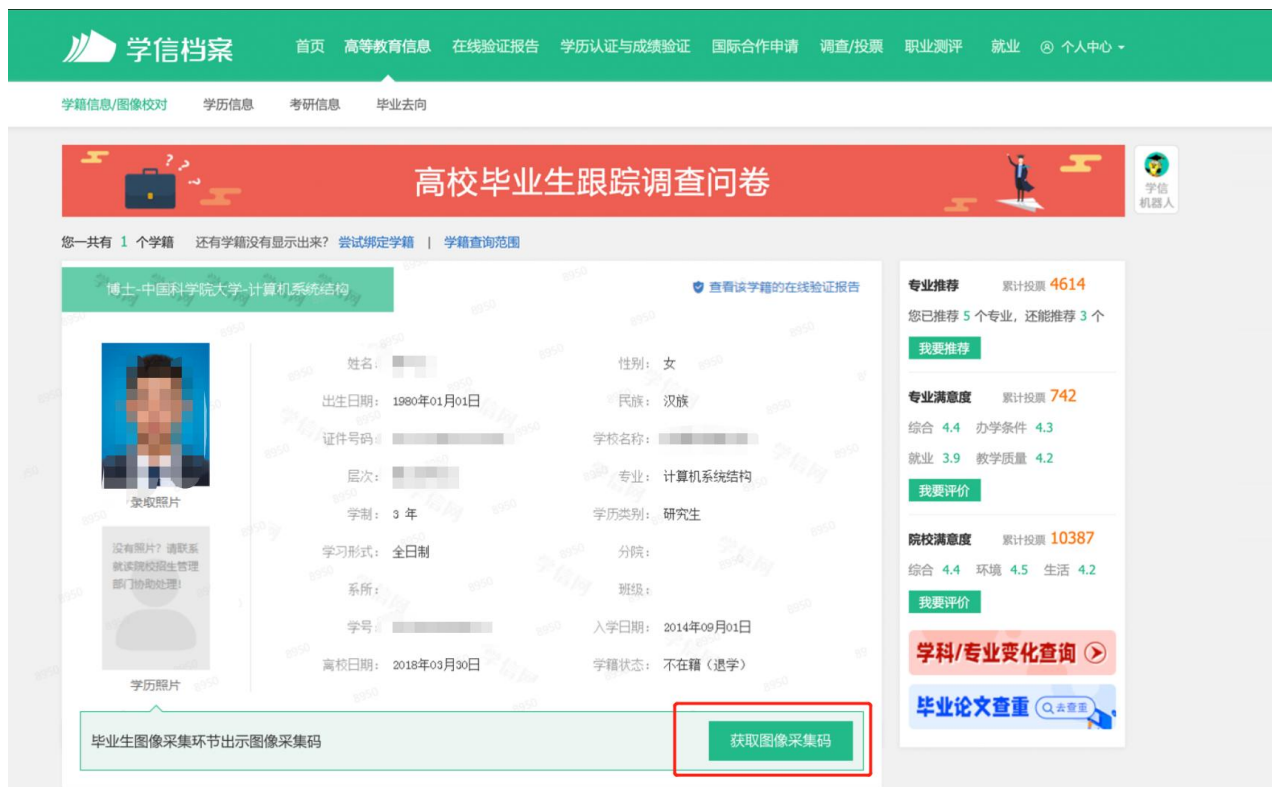 学信档案
首页 高等教育信息 在线验证报告 学历认证与成绩验证 国际合作申请 调查/投票 职业测评 就业 个人中心
学籍信息/图像校对 学历信息 考研信息 毕业去向
高校毕业生跟踪调查问卷
学信
机器人
您一共有 1 个学籍 还有学籍没有显示出来? 尝试绑定学籍 | 学籍查询范围
博士-中国科学院大学-计算机系统结构
查看该学籍的在线验证报告
录取照片
没有照片? 请联系
就读院校招生管理
部门协助处理!
学历照片
姓名: 性别: 女
出生日期: 1980年01月01日 民族: 汉族
证件号码: 学校名称:
层次: 专业: 计算机系统结构
学制: 3 年 学历类别: 研究生
学习形式: 全日制 分院:
系所: 班级:
学号: 入学日期: 2014年09月01日
离校日期: 2018年03月30日 学籍状态: 不在籍（退学）
毕业生图像采集环节出示图像采集码
获取图像采集码
专业推荐 累计投票 4614
您已推荐 5 个专业，还能推荐 3 个
我要推荐
专业满意度 累计投票 742
综合 4.4 办学条件 4.3
就业 3.9 教学质量 4.2
我要评价
院校满意度 累计投票 10387
综合 4.4 环境 4.5 生活 4.2
我要评价
学科/专业变化查询
毕业论文查重 去查重